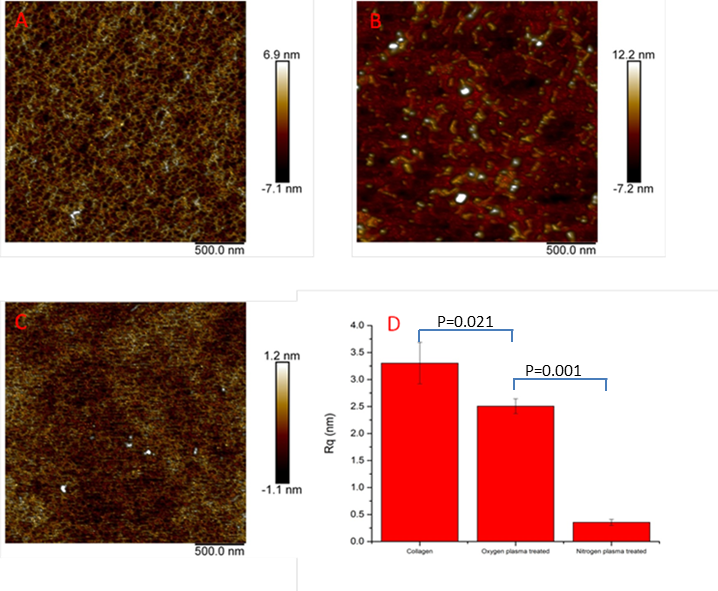 A
6.9 nm
-7.1 nm
500.0 nm
B
12.2 nm
-7.2 nm
500.0 nm
C
1.2 nm
-1.1 nm
500.0 nm
D
P=0.021
P=0.001
4.0
3.5
3.0
2.5
2.0
1.5
1.0
0.5
0.0
Rq (nm)
Collagen
Oxygen plasma treated
Nitrogen plasma treated